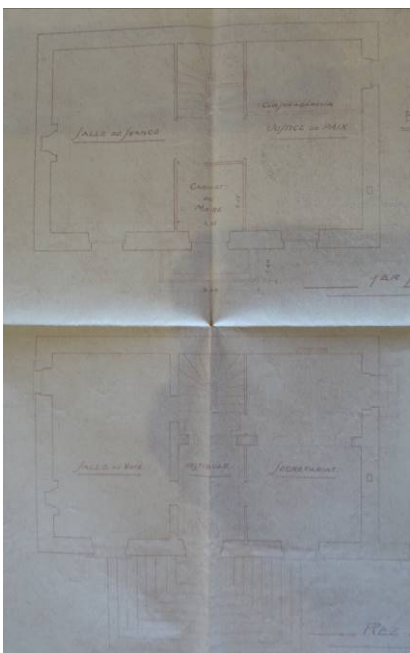 SALLE DE SEANCE
JUSTICE DE PAIX
CABINET
DU
MAIRE
1ER
SALLE DE VOTE
VESTIBULE
SECRETARIAT
REZ